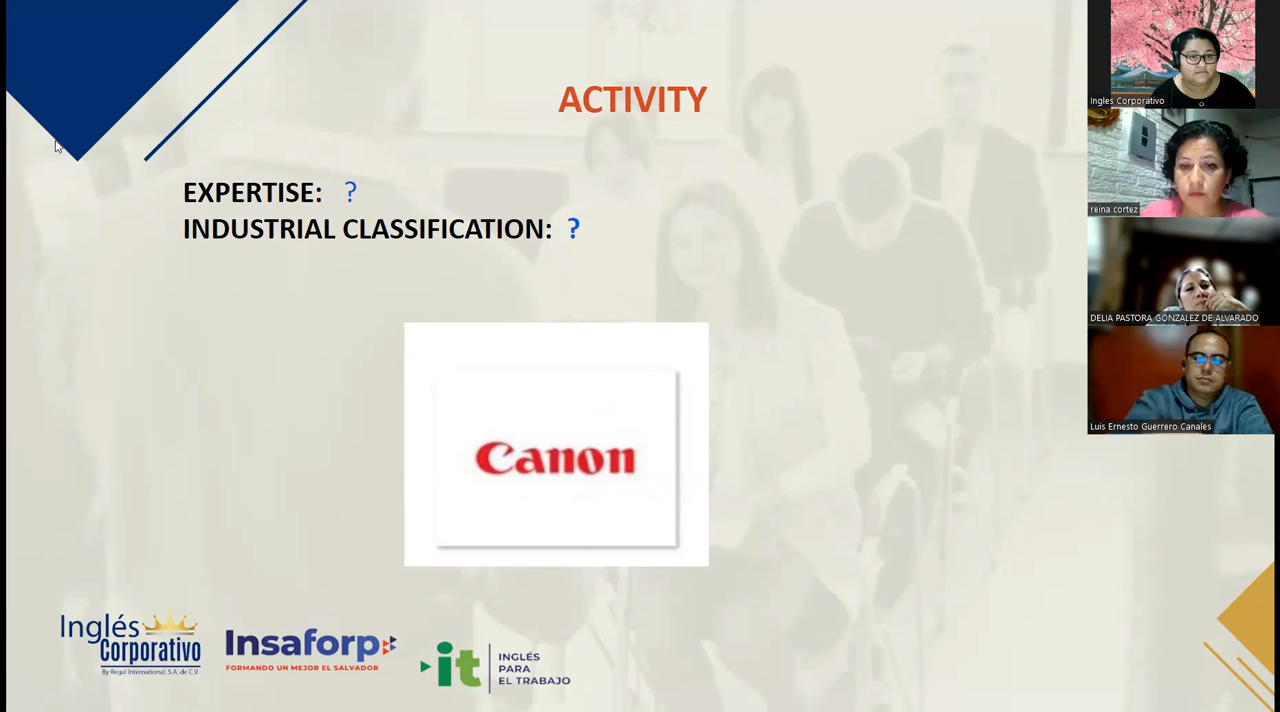 ACTIVITY
EXPERTISE: ?
INDUSTRIAL CLASSIFICATION: ?
Canon
Inglés
Corporativo
By Regal International, S.A. de C.V.
Insaforp
FORMANDO UN MEJOR EL SALVADOR
it
INGLÉS
PARA
EL TRABAJO
Ingles Corporativo
reina cortez
DELIA PASTORA GONZALEZ DE ALVARADO
Luis Ernesto Guerrero Canales